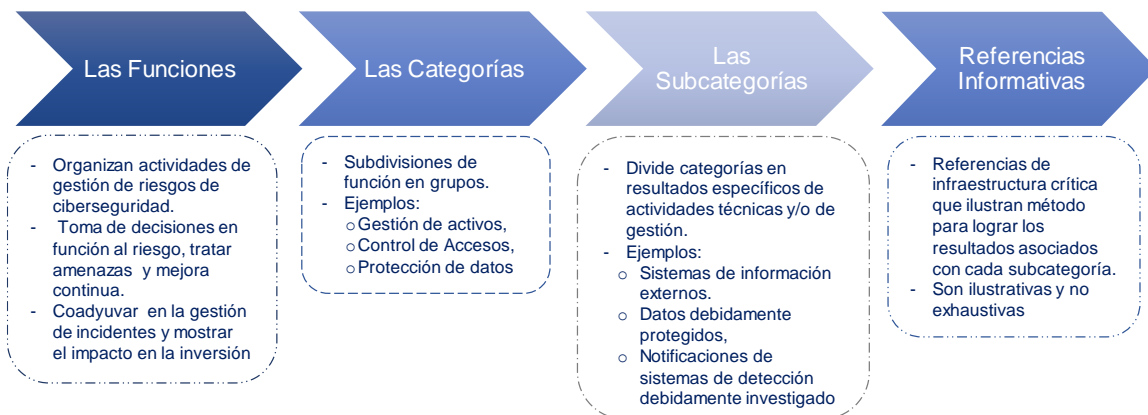 Las Funciones
- Organizan actividades de
gestión de riesgos de
ciberseguridad.
- Toma de decisiones en
función al riesgo, tratar
amenazas y mejora
continua.
- Coadyuvar en la gestión
de incidentes y mostrar
el impacto en la inversión
Las Categorías
- Subdivisiones de
función en grupos.
- Ejemplos:
o Gestión de activos,
o Control de Accesos,
o Protección de datos
Las
Subcategorías
- Divide categorías en
resultados específicos de
actividades técnicas y/o de
gestión.
- Ejemplos:
o Sistemas de información
externos.
o Datos debidamente
protegidos,
o Notificaciones de
sistemas de detección
debidamente investigado
Referencias
Informativas
- Referencias de
infraestructura crítica
que ilustran método
para lograr los
resultados asociados
con cada subcategoría.
- Son ilustrativas y no
exhaustivas